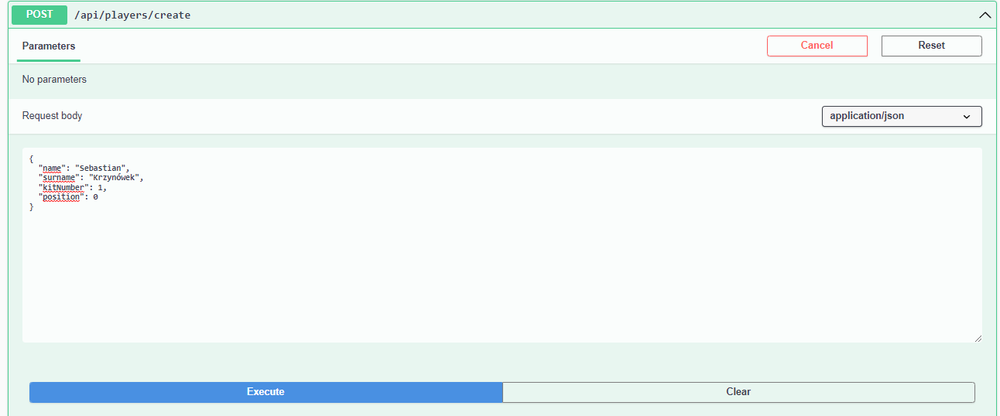 POST /api/players/create
Parameters
Cancel
Reset
No parameters
Request body
application/json
{
"name": "Sebastian",
"surname": "Krzynówek",
"kitNumber": 1,
"position": 0
}
Execute
Clear